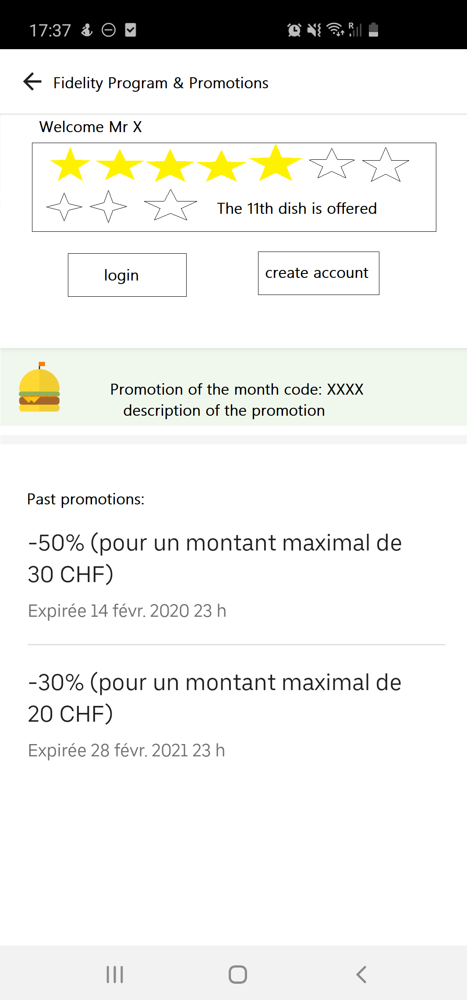 17:37
R
Fidelity Program & Promotions
Welcome Mr X
The 11th dish is offered
login
create account
Promotion of the month code: XXXX
description of the promotion
Past promotions:
-50% (pour un montant maximal de
30 CHF)
Expirée 14 févr. 2020 23 h
-30% (pour un montant maximal de
20 CHF)
Expirée 28 févr. 2021 23 h